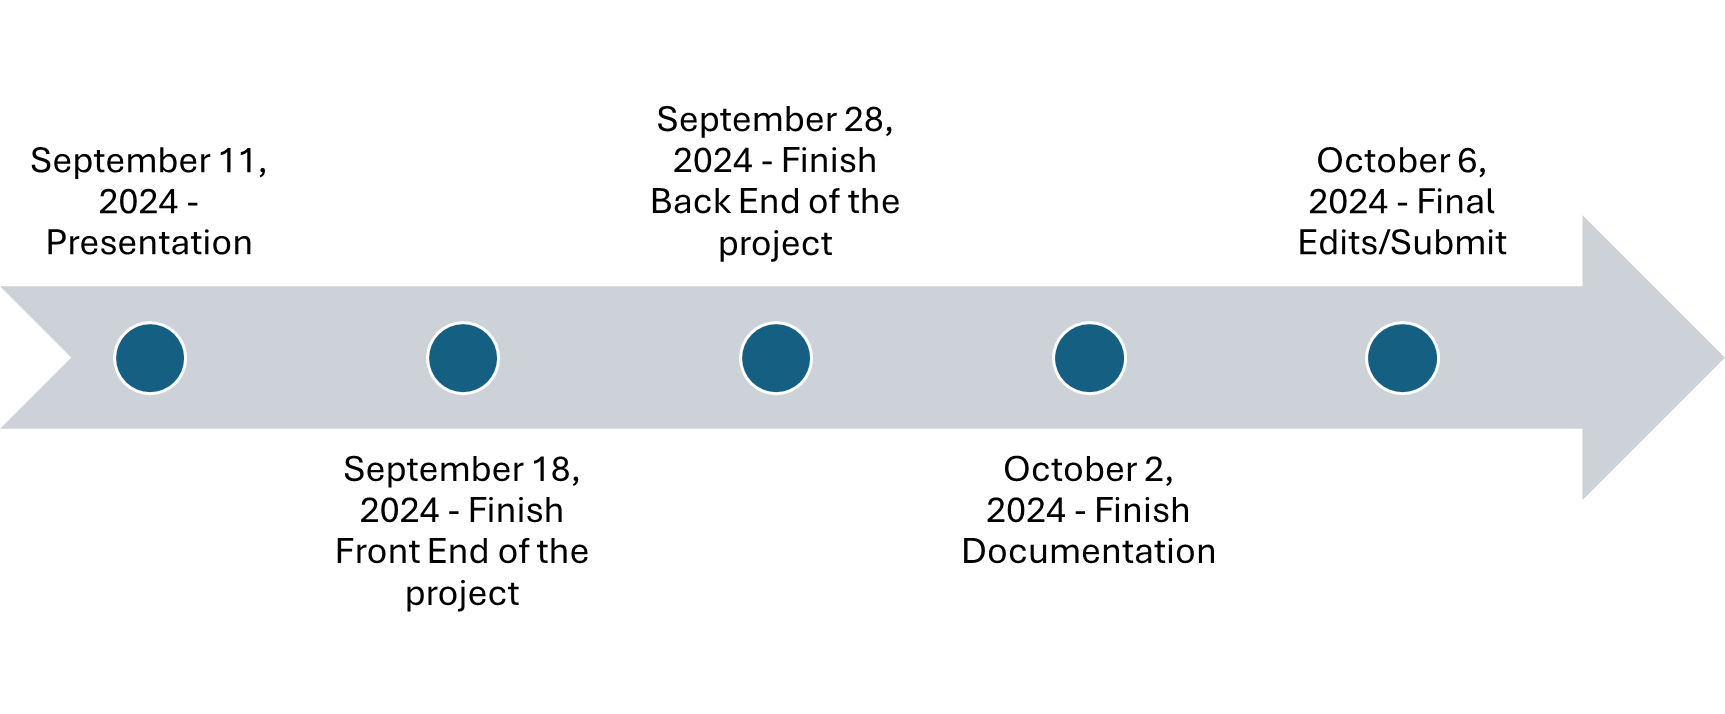 September 11,
2024 -
Presentation
September 18,
2024 - Finish
Front End of the
project
September 28,
2024 - Finish
Back End of the
project
October 2,
2024 - Finish
Documentation
October 6,
2024 - Final
Edits/Submit